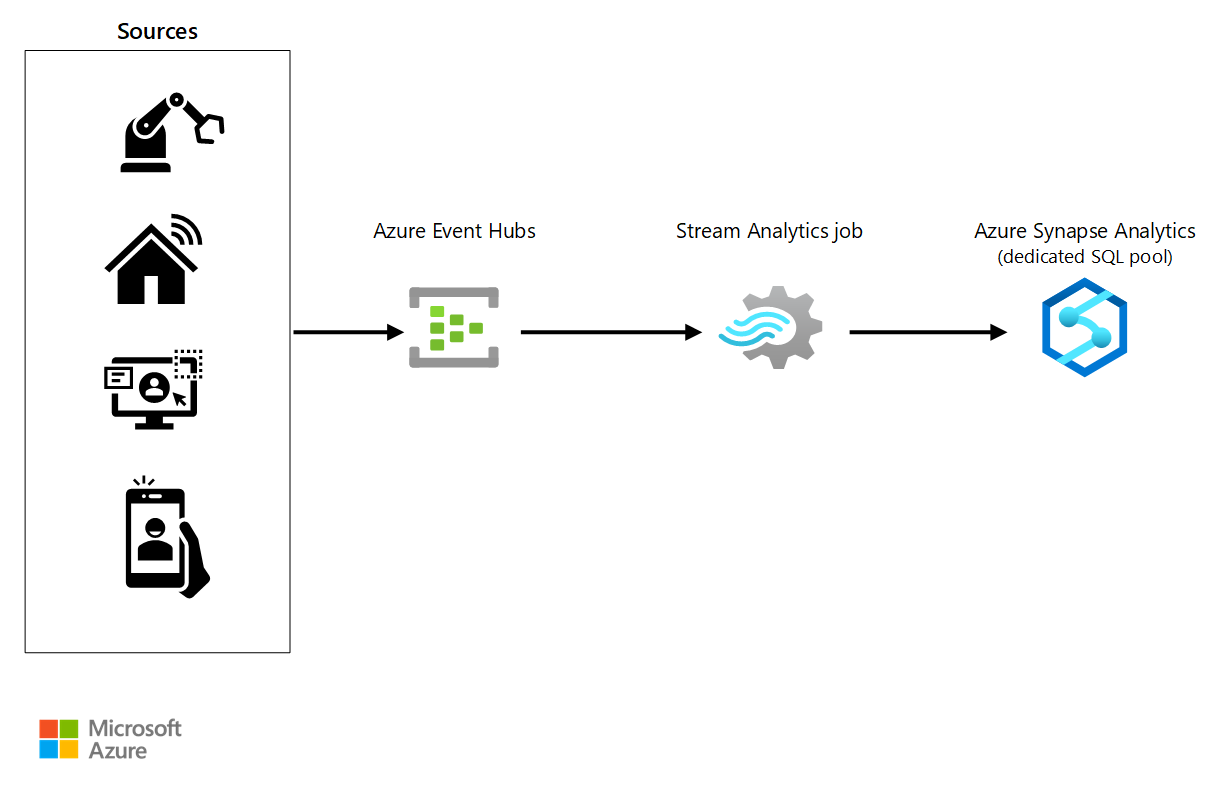 Sources
Azure Event Hubs
Stream Analytics job
Azure Synapse Analytics
(dedicated SQL pool)
Microsoft
Azure